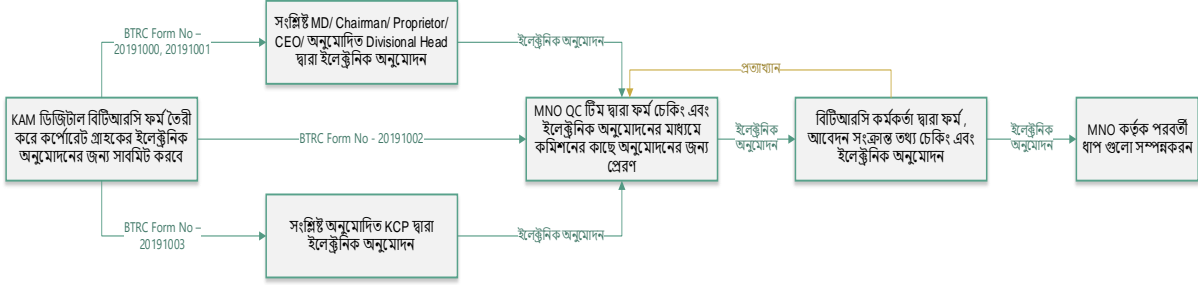 BTRC Form No –
20191000, 20191001
সংশ্লিষ্ট MD/ Chairman/ Proprietor/
CEO/ অনুমোদিত Divisional Head
দ্বারা ইলেক্ট্রনিক অনুমোদন
ইলেক্ট্রনিক অনুমোদন
প্রত্যাখ্যান
KAM ডিজিটাল বিটিআরসি ফর্ম তৈরী
করে কর্পোরেট গ্রাহকের ইলেক্ট্রনিক
অনুমোদনের জন্য সাবমিট করবে
BTRC Form No - 20191002
MNO QC টিম দ্বারা ফর্ম চেকিং এবং
ইলেক্ট্রনিক অনুমোদনের মাধ্যমে
কমিশনের কাছে অনুমোদনের জন্য
প্রেরণ
ইলেক্ট্রনিক
অনুমোদন
বিটিআরসি কর্মকর্তা দ্বারা ফর্ম ,
আবেদন সংক্রান্ত তথ্য চেকিং এবং
ইলেক্ট্রনিক অনুমোদন
ইলেক্ট্রনিক
অনুমোদন
MNO কর্তৃক পরবর্তী
ধাপ গুলো সম্পন্নকরন
BTRC Form No –
20191003
সংশ্লিষ্ট অনুমোদিত KCP দ্বারা
ইলেক্ট্রনিক অনুমোদন
ইলেক্ট্রনিক অনুমোদন